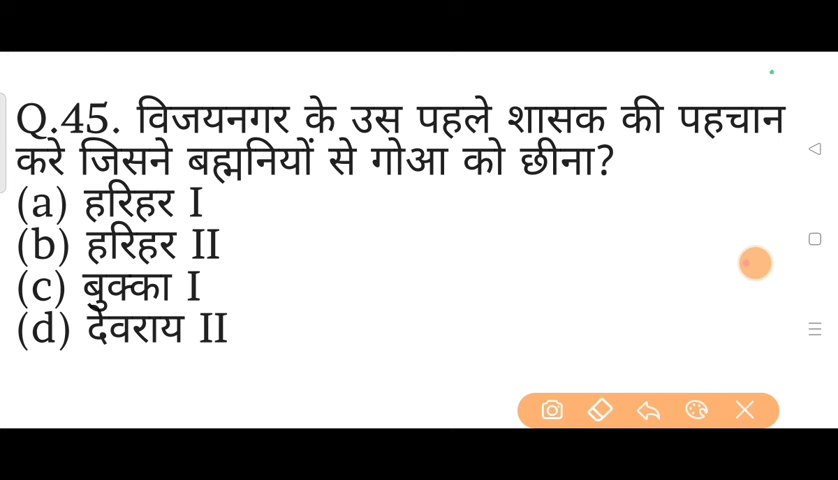 Q.45. विजयनगर के उस पहले शासक की पहचान
करे जिसने बह्मनियों से गोआ को छीना?
(a) हरिहर I
(b) हरिहर II
(c) बुक्का I
(d) देवराय II